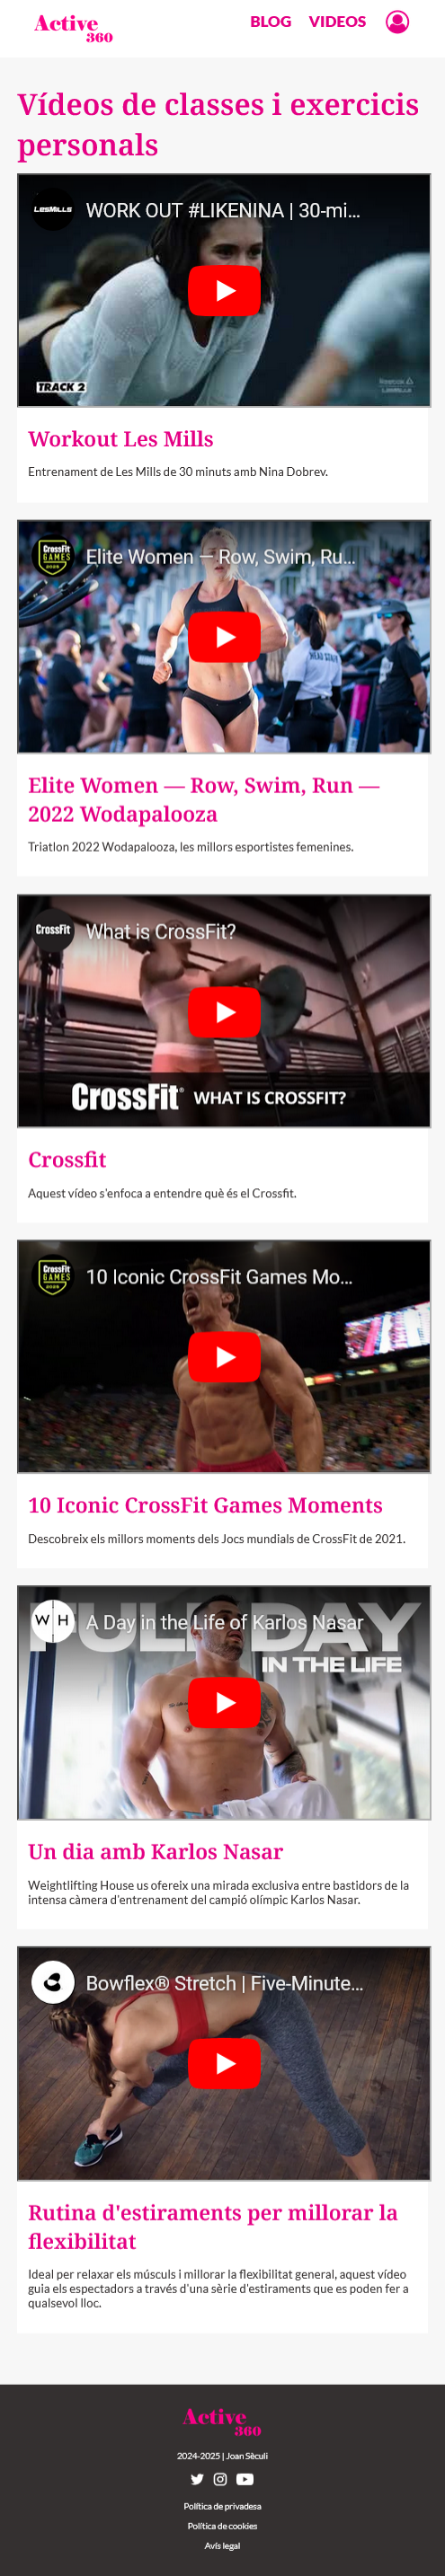 Active
360
BLOG VIDEOS
Vídeos de classes i exercicis
personals
LESMILLS
WORK OUT #LIKENINA | 30-mi...
TRACK 2
Reebok
LESMILLS
Workout Les Mills
Entrenament de Les Mills de 30 minuts amb Nina Dobrev.
CrossFit
GAMES
Elite Women — Row, Swim, Ru...
HEAD STAFF
Elite Women — Row, Swim, Run —
2022 Wodapalooza
Triatlon 2022 Wodapalooza, les millors esportistes femenines.
CrossFit
What is CrossFit?
CrossFit® WHAT IS CROSSFIT?
Crossfit
Aquest vídeo s'enfoca a entendre què és el Crossfit.
CrossFit
GAMES
10 Iconic CrossFit Games Mo...
10 Iconic CrossFit Games Moments
Descobreix els millors moments dels Jocs mundials de CrossFit de 2021.
W H
A Day in the Life of Karlos Nasar
FULL DAY
IN THE LIFE
Un dia amb Karlos Nasar
Weightlifting House us ofereix una mirada exclusiva entre bastidors de la
intensa càmera d'entrenament del campió olímpic Karlos Nasar.
Bowflex® Stretch | Five-Minute...
Rutina d'estiraments per millorar la
flexibilitat
Ideal per relaxar els músculs i millorar la flexibilitat general, aquest vídeo
guia els espectadors a través d'una sèrie d'estiraments que es poden fer a
qualsevol lloc.
Active
360
2024-2025 | Joan Sèculi
Política de privadesa
Política de cookies
Avís legal